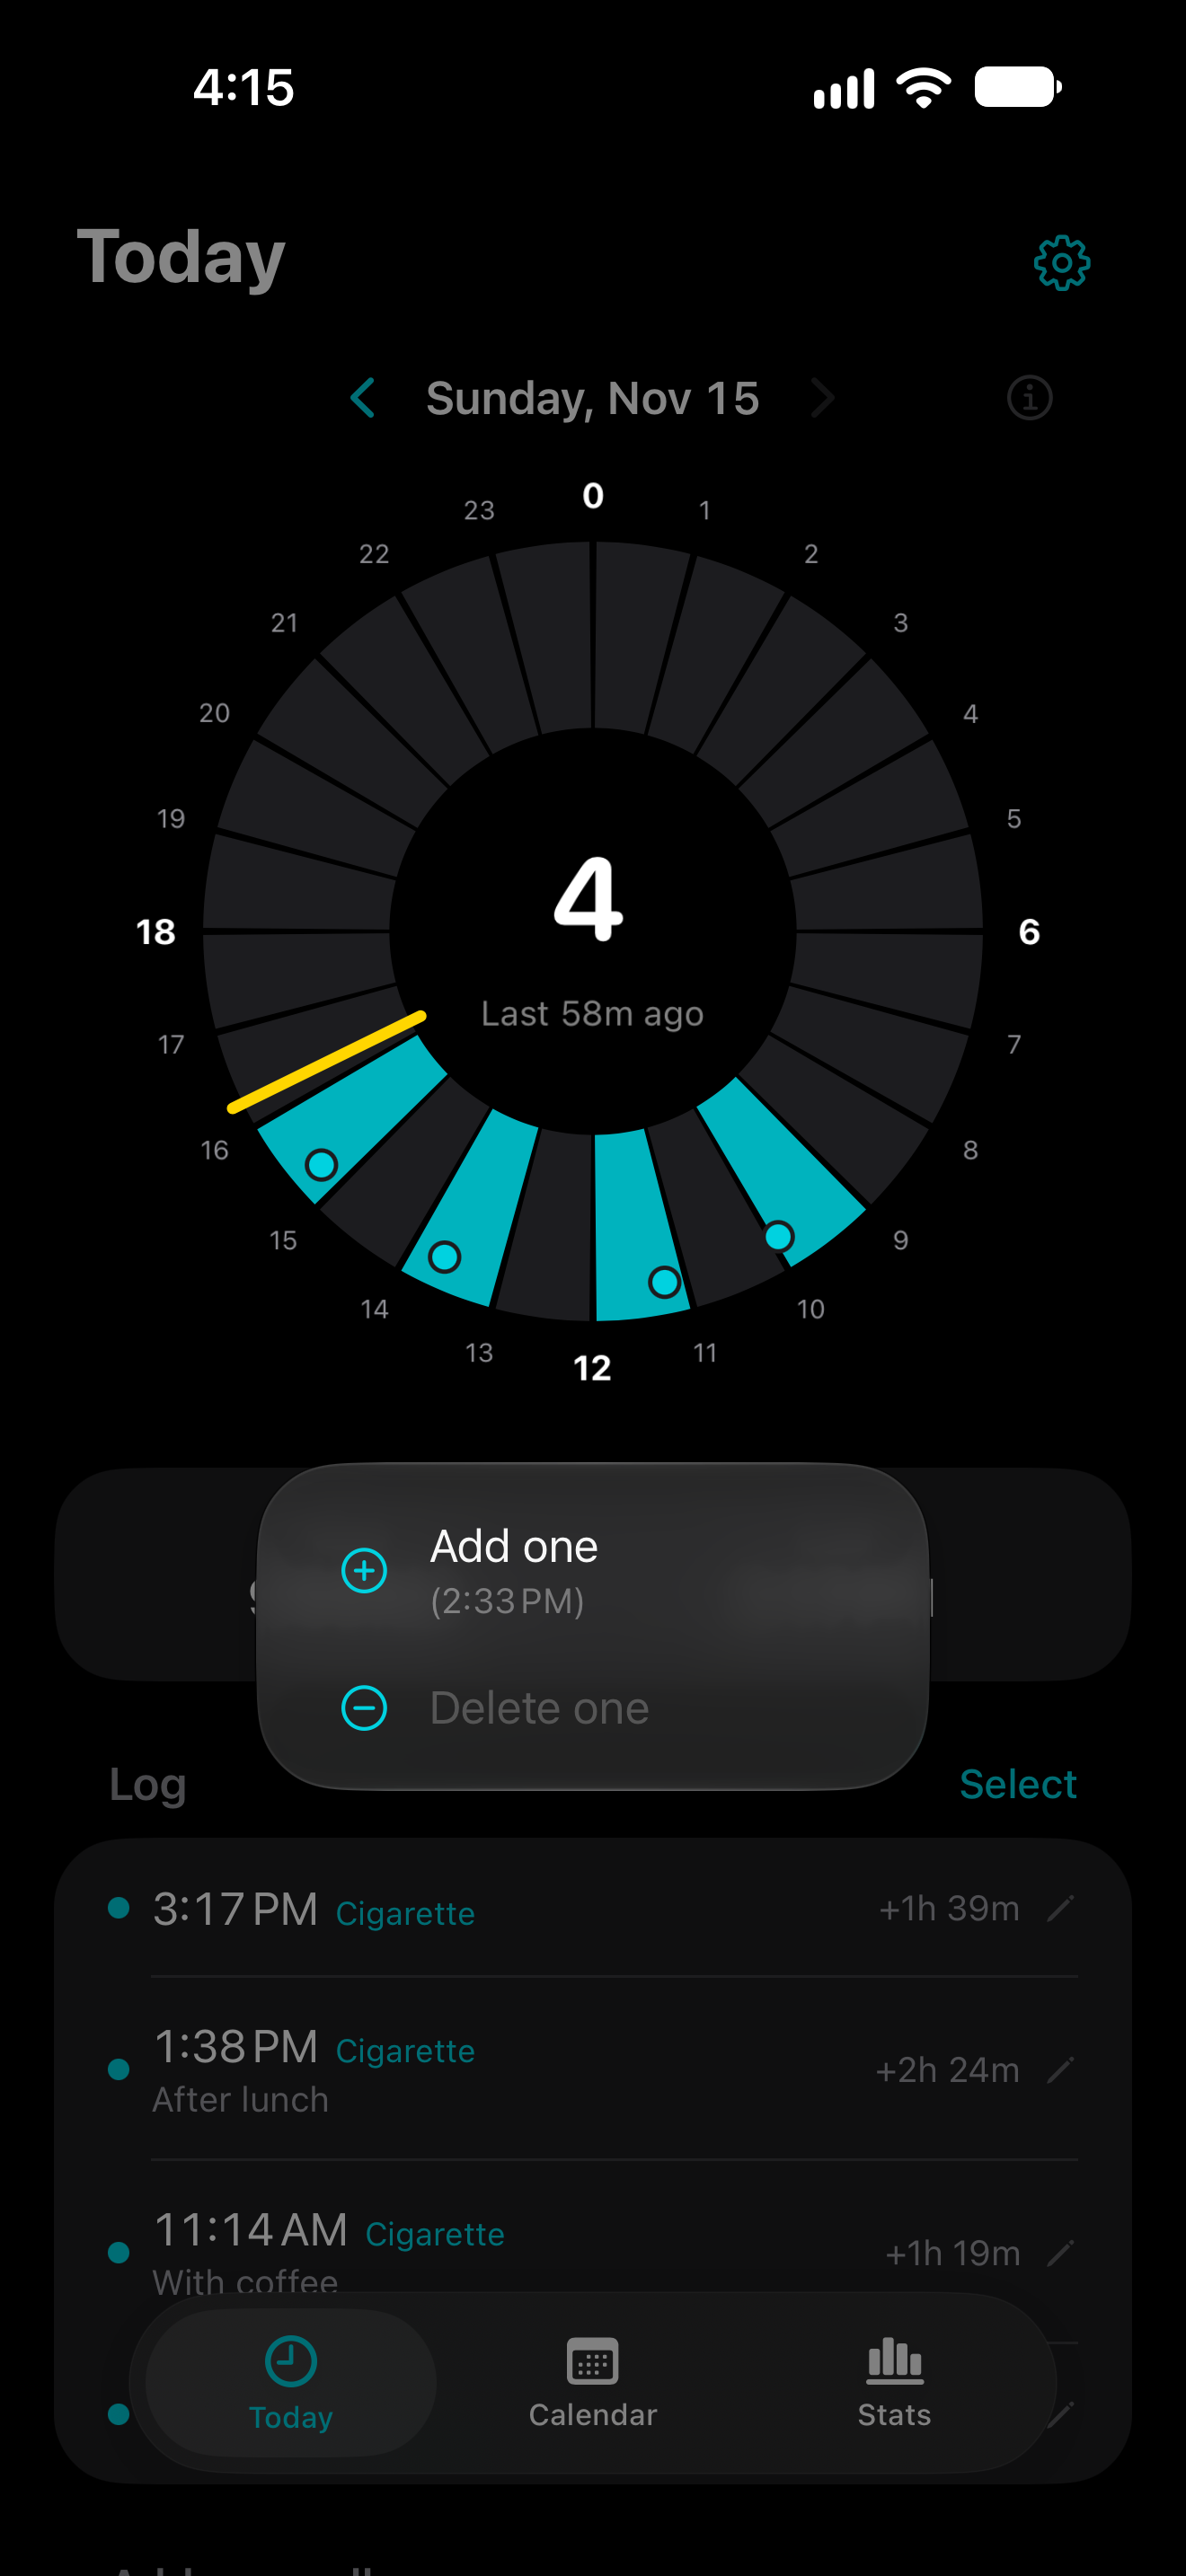 4:15
Today
Sunday, Nov 15
0
1
2
3
4
5
6
7
8
9
10
11
12
13
14
15
16
17
18
19
20
21
22
23
4
Last 58m ago
Add one
(2:33 PM)
Delete one
Log
Select
3:17 PM Cigarette
+1h 39m
1:38 PM Cigarette
+2h 24m
After lunch
11:14 AM Cigarette
+1h 19m
With coffee
Today
Calendar
Stats